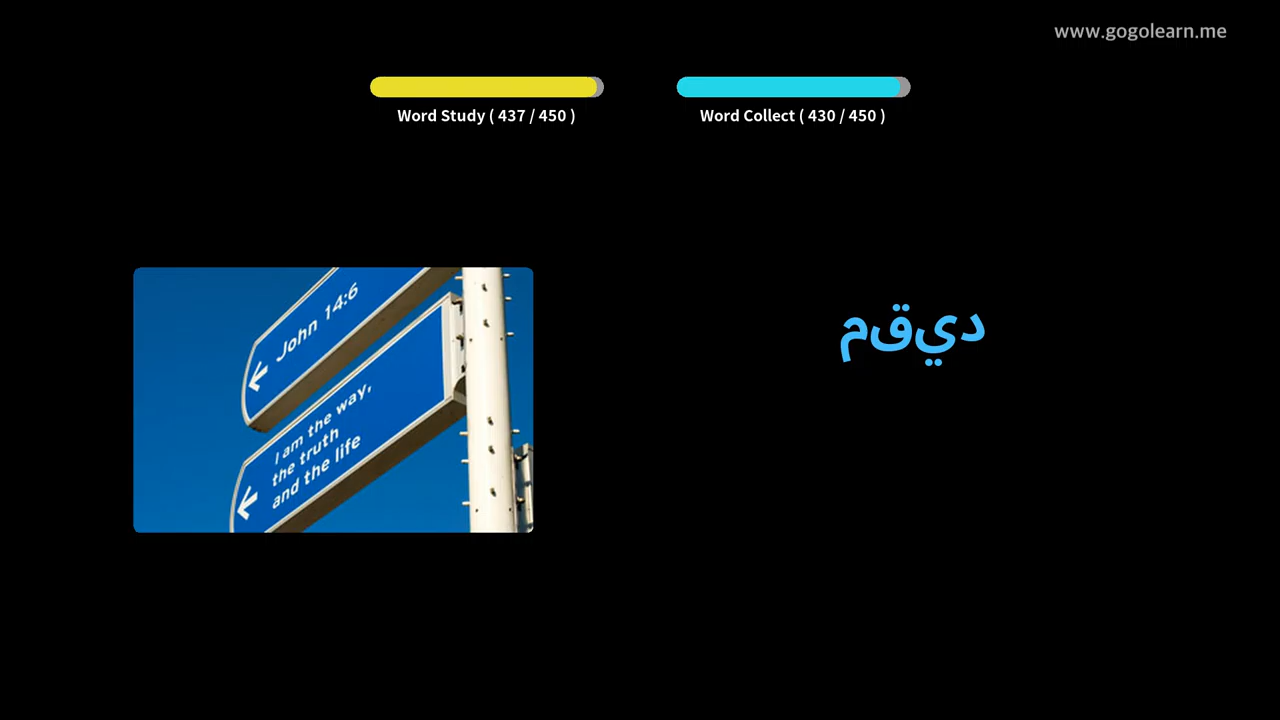 www.gogolearn.me
Word Study ( 437 / 450 )
Word Collect ( 430 / 450 )
John 14:6
I am the way,
the truth
and the life
ديقم